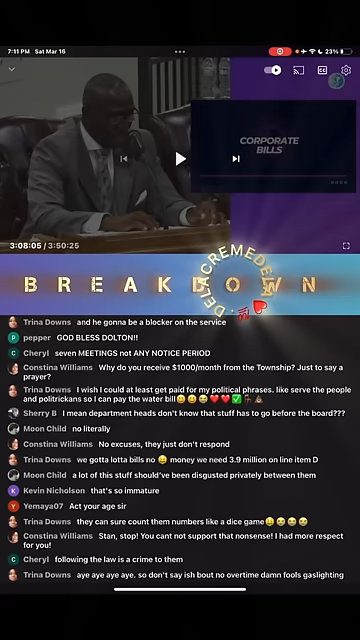 7:11 PM Sat Mar 16
23%
CORPORATE
BILLS
3:08:05 / 3:50:25
BREAKDOWN
Trina Downs and he gonna be a blocker on the service
pepper GOD BLESS DOLTON!!
Cheryl seven MEETINGS not ANY NOTICE PERIOD
Constina Williams Why do you receive $1000/month from the Township? Just to say a
prayer?
Trina Downs I wish I could at least get paid for my political phrases. like serve the people
and politrickans so I can pay the water bill😄😄😭❤️❤️✅🪑💩
Sherry B I mean department heads don't know that stuff has to go before the board???
Moon Child no literally
Constina Williams No excuses, they just don't respond
Trina Downs we gotta lotta bills no 😄 money we need 3.9 million on line item D
Moon Child a lot of this stuff should've been disgusted privately between them
Kevin Nicholson that's so immature
Yemaya07 Act your age sir
Trina Downs they can sure count them numbers like a dice game😄😭😭😭
Constina Williams Stan, stop! You cant not support that nonsense! I had more respect
for you!
Cheryl following the law is a crime to them
Trina Downs aye aye aye aye. so don't say ish bout no overtime damn fools gaslighting